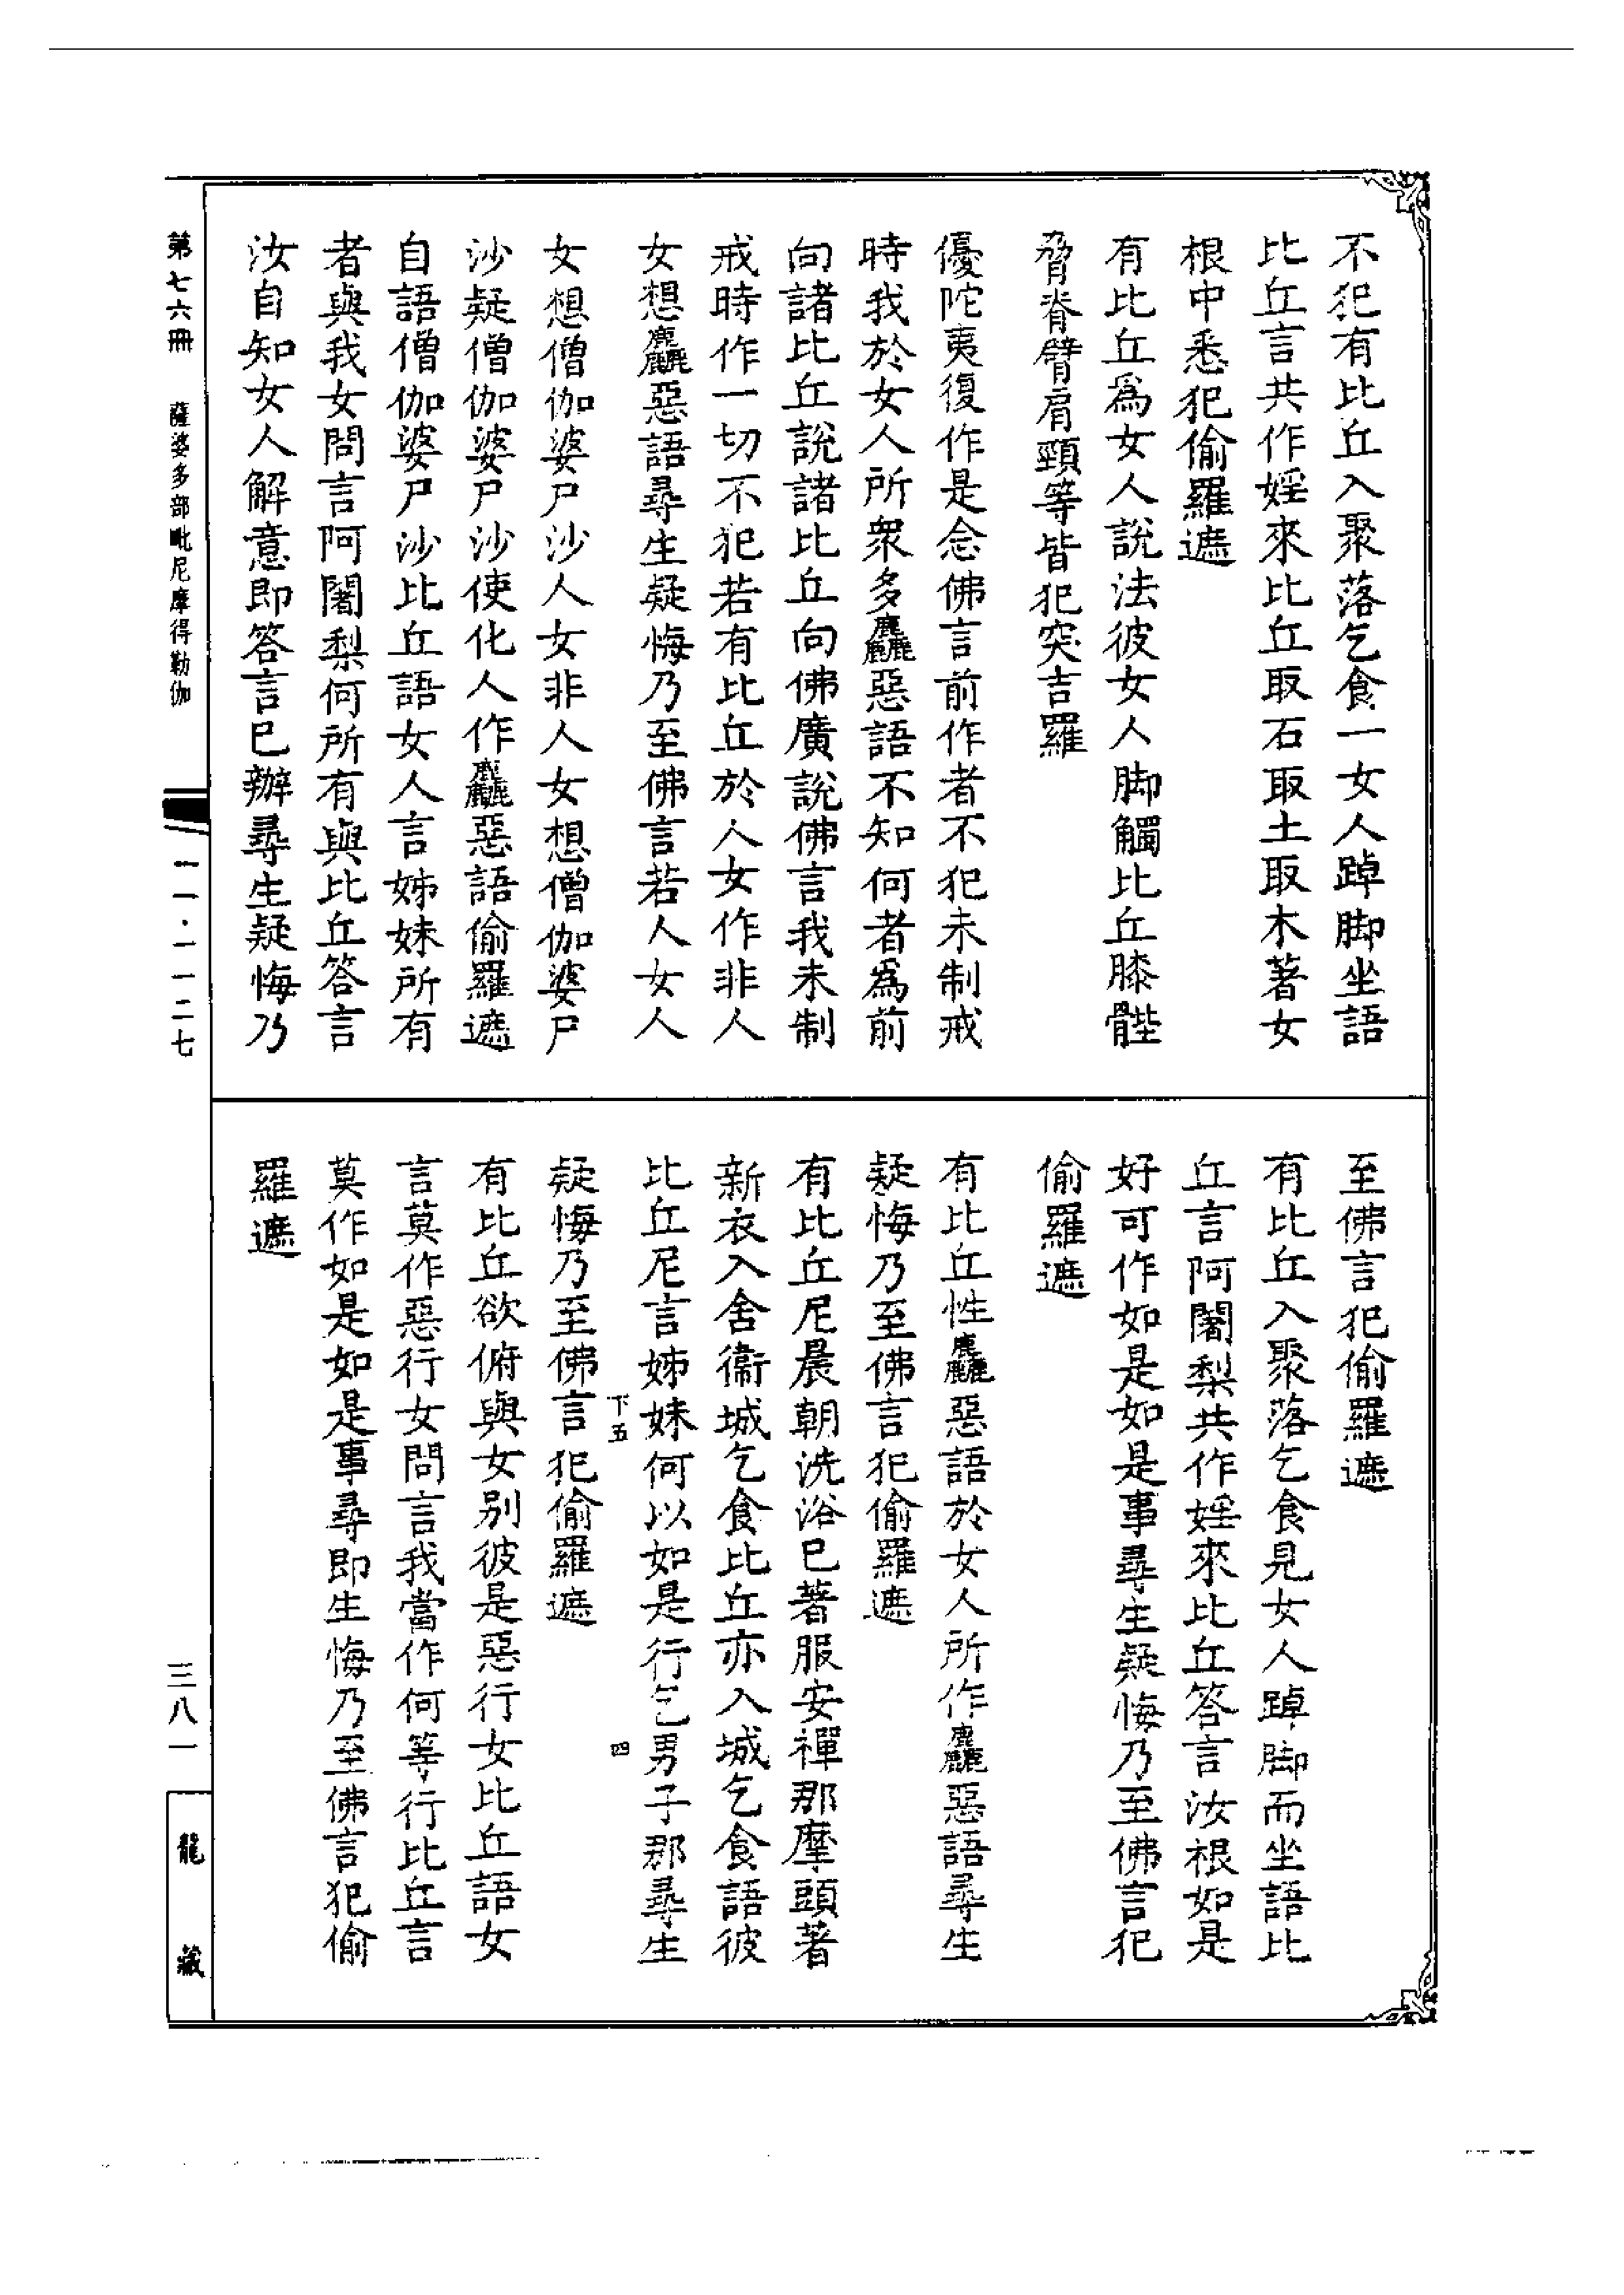 不犯有比丘入聚落乞食一女人踔脚坐語
比丘言共作婬來比丘取石取土取木著女
根中悉犯偷羅遮
有比丘為女人說法彼女人脚觸比丘膝髀
脊臂肩頸等皆犯突吉羅
優陀夷復作是念佛言前作者不犯未制戒
時我於女人所衆多麤惡語不知何者為前
向諸比丘說諸比丘向佛廣說佛言我未制
戒時作一切不犯若有比丘於人女作非人
女想麤惡語尋生疑悔乃至佛言若人女人
女想僧伽婆尸沙人女非人女想僧伽婆尸
沙疑僧伽婆尸沙使化人作麤惡語偷羅遮
自語僧伽婆尸沙比丘語女人言姊妹所有
者與我女問言阿闍梨何所有與比丘答言
汝自知女人解意即答言已辦尋生疑悔乃
至佛言犯偷羅遮
有比丘入聚落乞食見女人踔脚而坐語比
丘言阿闍梨共作婬來比丘答言汝根如是
好可作如是如是事尋生疑悔乃至佛言犯
偷羅遮
有比丘性麤惡語於女人所作麤惡語尋生
疑悔乃至佛言犯偷羅遮
有比丘尼晨朝洗浴已著服安禪那摩頭著
新衣入舍衞城乞食比丘亦入城乞食語彼
比丘尼言姊妹何以如是行乞男子那尋生
下五 四
疑悔乃至佛言犯偷羅遮
有比丘欲俯與女別彼是惡行女比丘語女
言莫作惡行女問言我當作何等行比丘言
莫作如是如是事尋即生悔乃至佛言犯偷
羅遮
第七六冊 薩婆多部毗尼摩得勒伽
一一·一一二七
三八一
龍藏